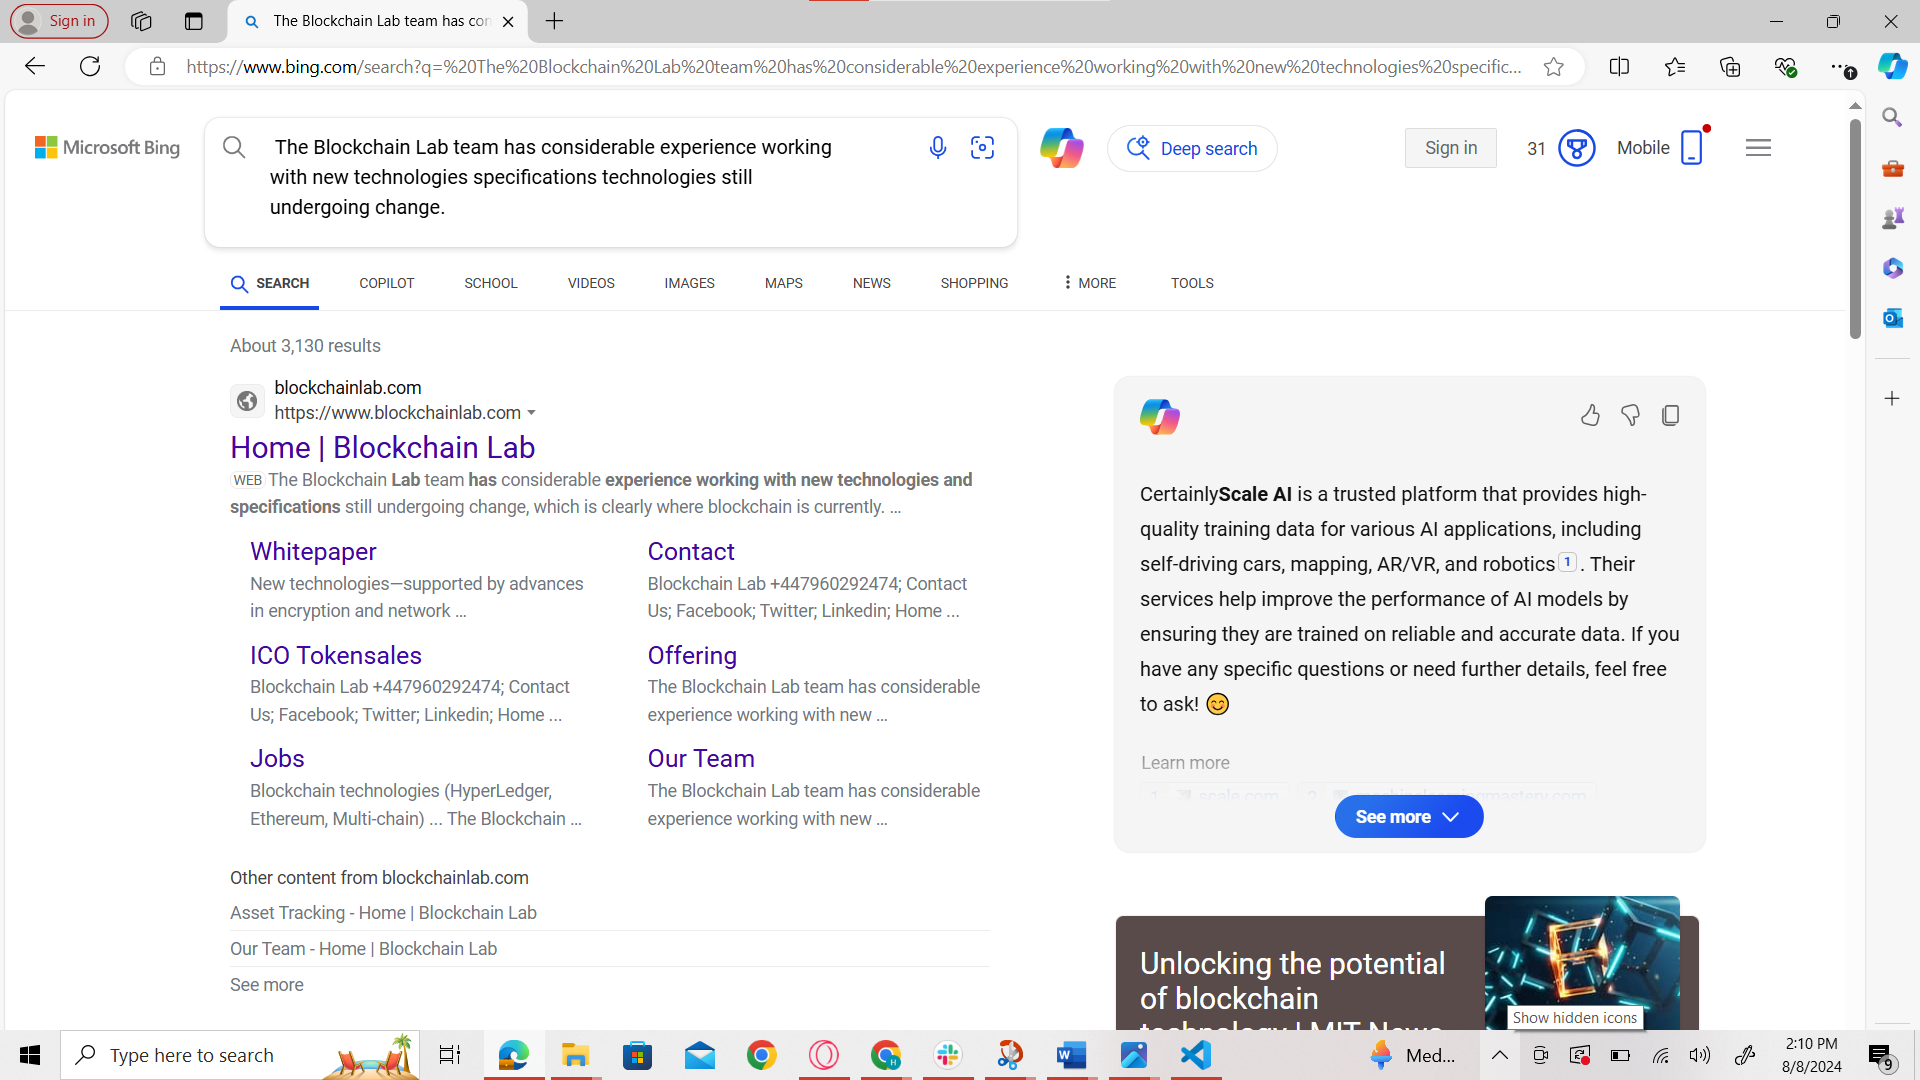 Sign in
The Blockchain Lab team has con
https://www.bing.com/search?q=%20The%20Blockchain%20Lab%20team%20has%20considerable%20experience%20working%20with%20new%20technologies%20specific...
Microsoft Bing
The Blockchain Lab team has considerable experience working
with new technologies specifications technologies still
undergoing change.
Deep search
Sign in
31
Mobile
SEARCH
COPILOT
SCHOOL
VIDEOS
IMAGES
MAPS
NEWS
SHOPPING
MORE
TOOLS
About 3,130 results
blockchainlab.com
https://www.blockchainlab.com
Home | Blockchain Lab
WEB The Blockchain Lab team has considerable experience working with new technologies and
specifications still undergoing change, which is clearly where blockchain is currently. ...
Whitepaper
New technologies—supported by advances
in encryption and network ...
Contact
Blockchain Lab +447960292474; Contact
Us; Facebook; Twitter; Linkedin; Home ...
ICO Tokensales
Blockchain Lab +447960292474; Contact
Us; Facebook; Twitter; Linkedin; Home ...
Offering
The Blockchain Lab team has considerable
experience working with new ...
Jobs
Blockchain technologies (HyperLedger,
Ethereum, Multi-chain) ... The Blockchain ...
Our Team
The Blockchain Lab team has considerable
experience working with new ...
Other content from blockchainlab.com
Asset Tracking - Home | Blockchain Lab
Our Team - Home | Blockchain Lab
See more
CertainlyScale AI is a trusted platform that provides high-
quality training data for various AI applications, including
self-driving cars, mapping, AR/VR, and robotics 1 . Their
services help improve the performance of AI models by
ensuring they are trained on reliable and accurate data. If you
have any specific questions or need further details, feel free
to ask! 😊
Learn more
1 scale.com 2 machinelearningmastery.com
See more
Unlocking the potential
of blockchain
technology | MIT News
Show hidden icons
Type here to search
Med...
2:10 PM
8/8/2024
9